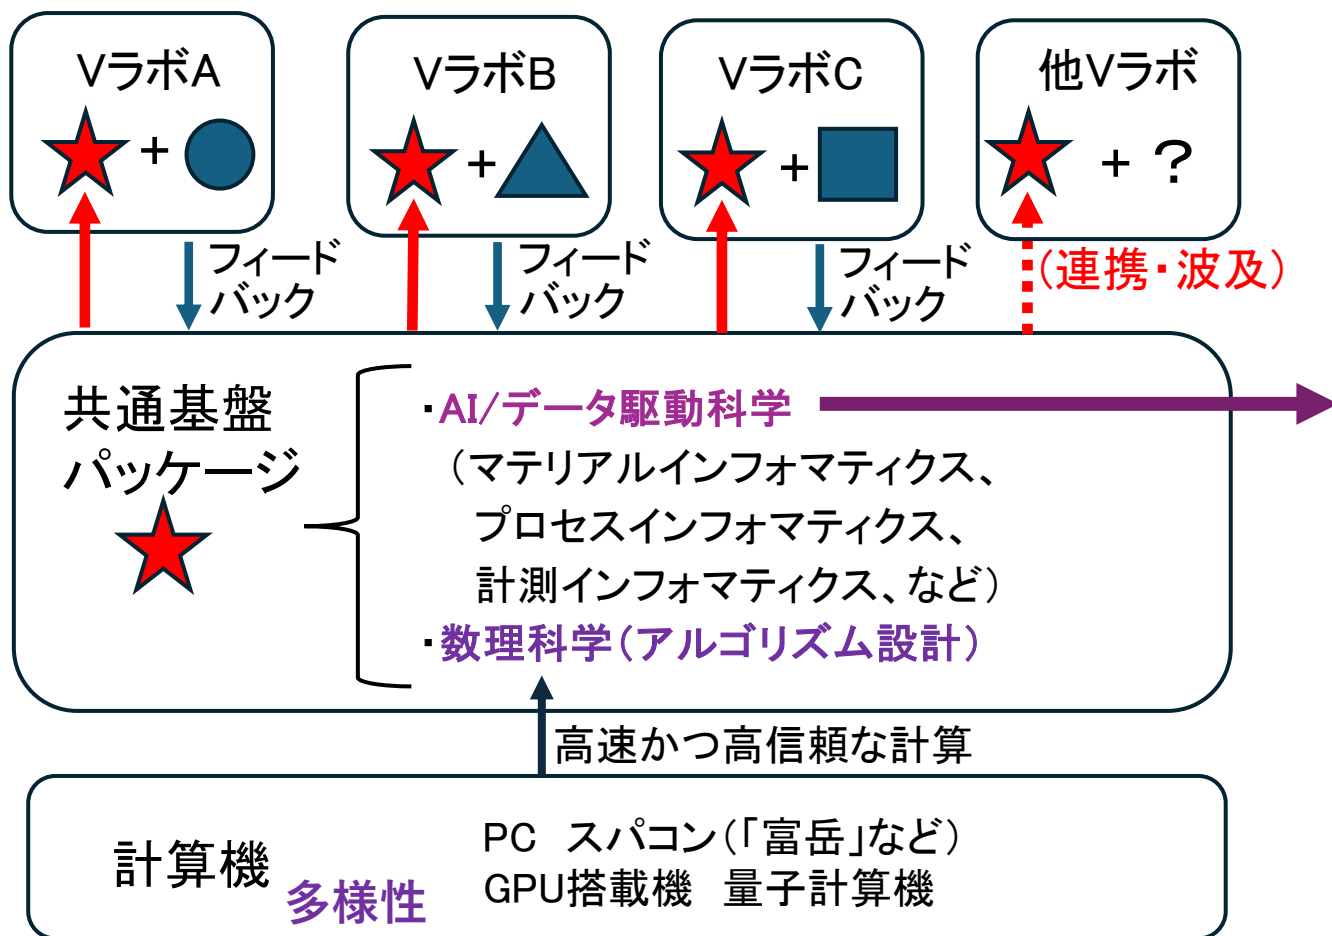 VラボA
+
VラボB
+
VラボC
+
他Vラボ
+ ?
フィード
バック
フィード
バック
フィード
バック
(連携・波及)
共通基盤
パッケージ
・AI/データ駆動科学
(マテリアルインフォマティクス、
プロセスインフォマティクス、
計測インフォマティクス、など)
・数理科学(アルゴリズム設計)
高速かつ高信頼な計算
計算機
多様性
PC スパコン(「富岳」など)
GPU搭載機 量子計算機